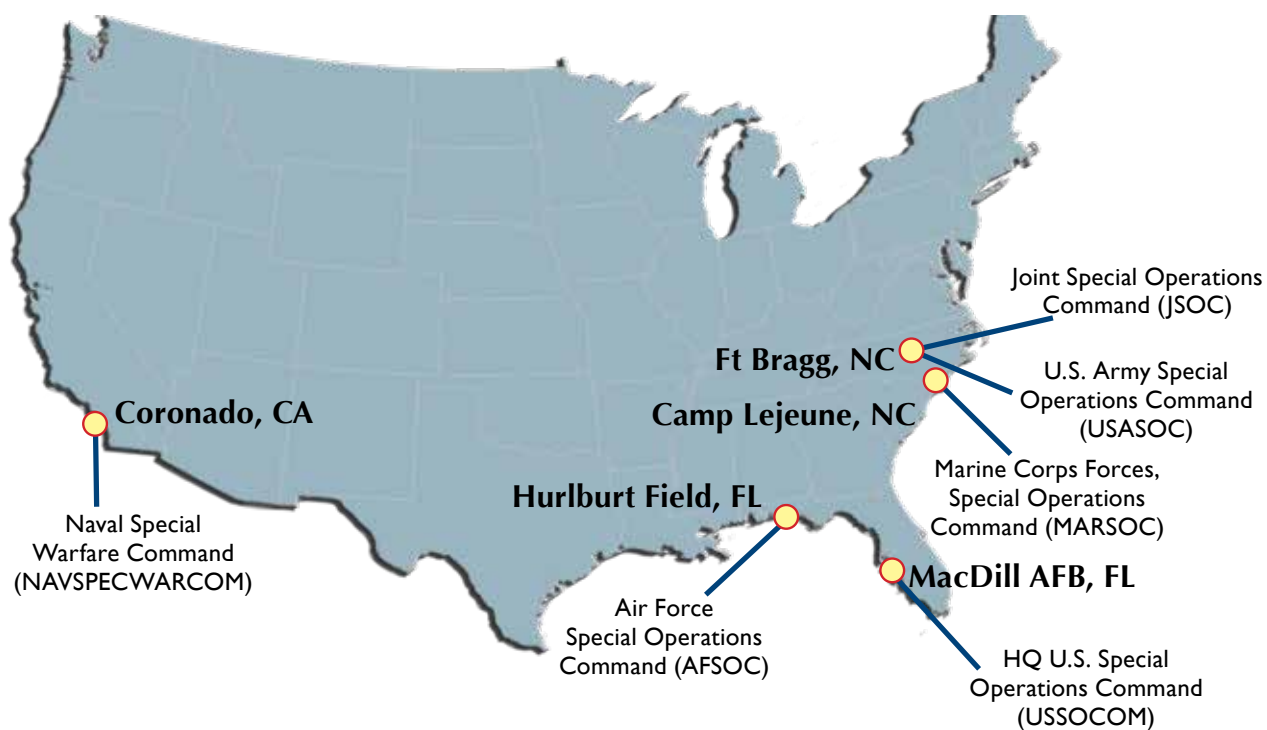 Joint Special Operations
Command (JSOC)
Ft Bragg, NC
U.S. Army Special
Operations Command
(USASOC)
Coronado, CA
Camp Lejeune, NC
Marine Corps Forces,
Special Operations
Command (MARSOC)
Hurlburt Field, FL
Naval Special
Warfare Command
(NAVSPECWARCOM)
MacDill AFB, FL
Air Force
Special Operations
Command (AFSOC)
HQ U.S. Special
Operations Command
(USSOCOM)